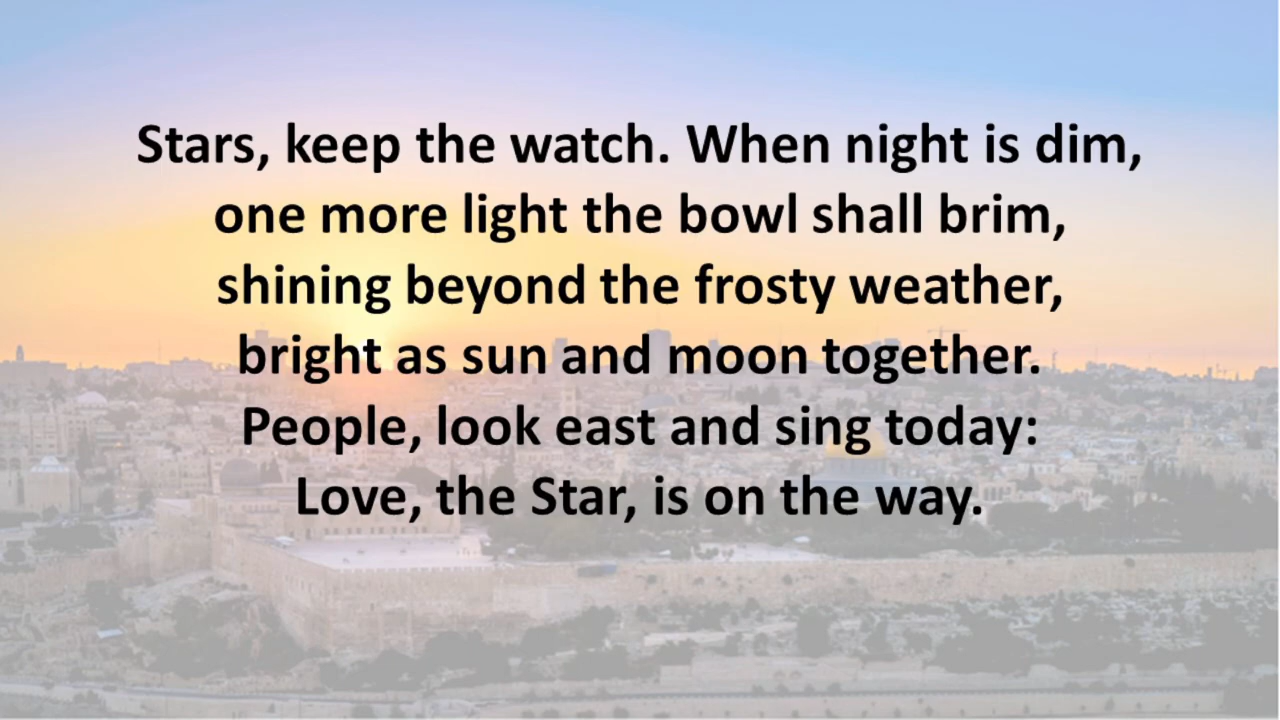 Stars, keep the watch. When night is dim,
one more light the bowl shall brim,
shining beyond the frosty weather,
bright as sun and moon together.
People, look east and sing today:
Love, the Star, is on the way.